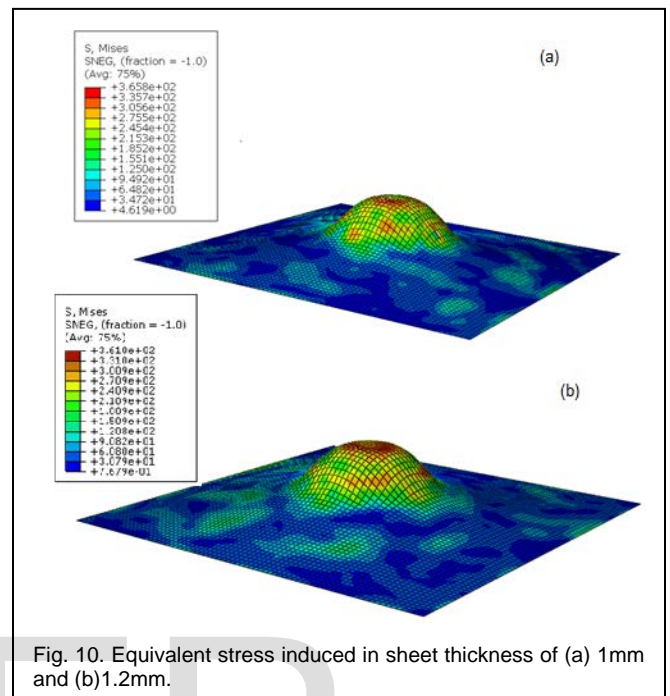 S, Mises
SNEG, (fraction = -1.0)
(Avg: 75%)
+3.658e+02
+3.357e+02
+3.056e+02
+2.755e+02
+2.454e+02
+2.153e+02
+1.852e+02
+1.551e+02
+1.250e+02
+9.492e+01
+6.482e+01
+3.472e+01
+4.619e+00
(a)
S, Mises
SNEG, (fraction = -1.0)
(Avg: 75%)
+3.610e+02
+3.310e+02
+3.009e+02
+2.709e+02
+2.409e+02
+2.109e+02
+1.809e+02
+1.509e+02
+1.208e+02
+9.082e+01
+6.080e+01
+3.079e+01
+7.679e-01
(b)
Fig. 10. Equivalent stress induced in sheet thickness of (a) 1mm
and (b)1.2mm.